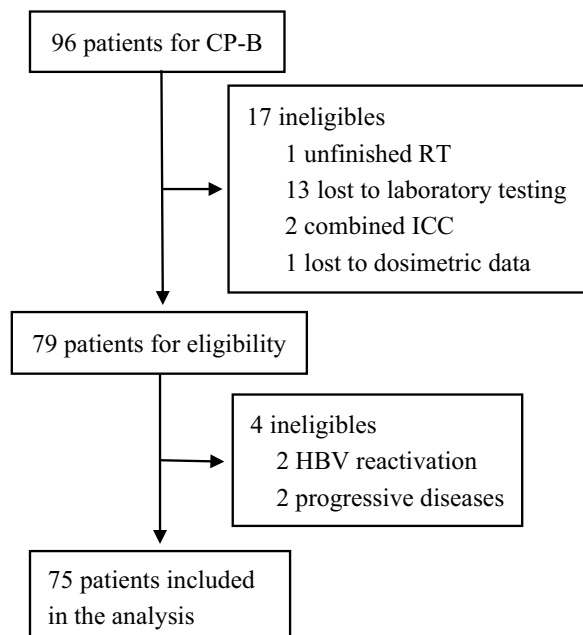 96 patients for CP-B
17 ineligibles
1 unfinished RT
13 lost to laboratory testing
2 combined ICC
1 lost to dosimetric data
79 patients for eligibility
4 ineligibles
2 HBV reactivation
2 progressive diseases
75 patients included
in the analysis